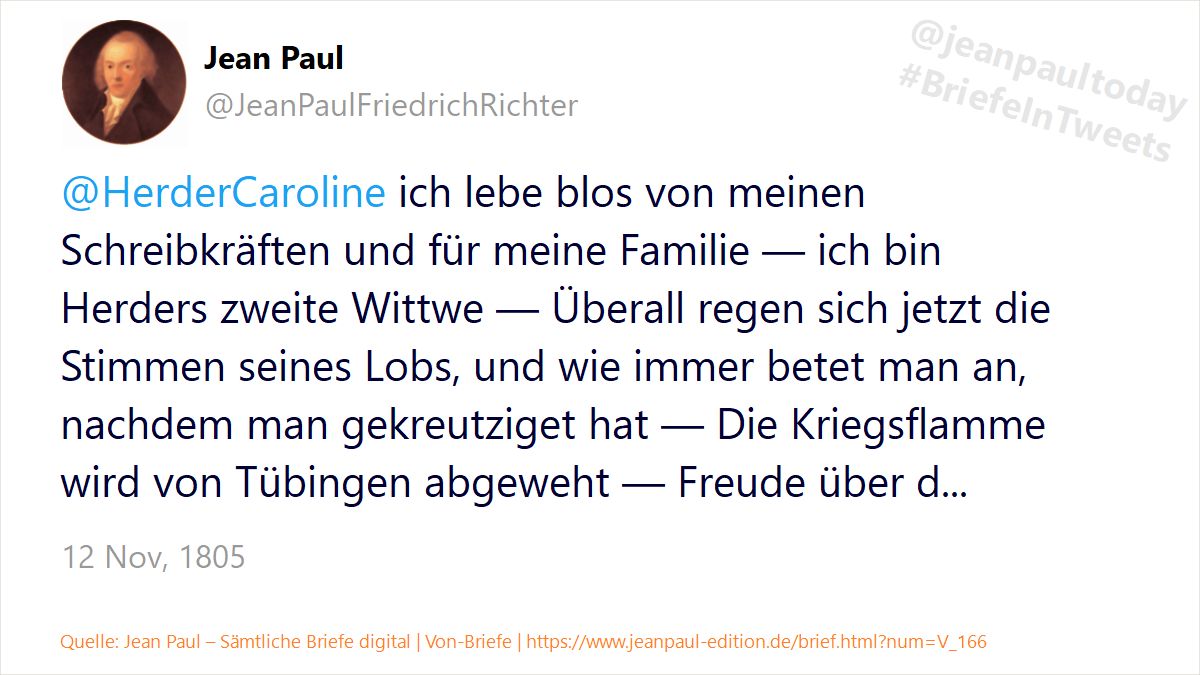 Jean Paul
@JeanPaulFriedrichRichter
@jeanpaultoday
#BriefeInTweets
@HerderCaroline ich lebe blos von meinen
Schreibkräften und für meine Familie — ich bin
Herders zweite Wittwe — Überall regen sich jetzt die
Stimmen seines Lobs, und wie immer betet man an,
nachdem man gekreutziget hat — Die Kriegsflamme
wird von Tübingen abgeweht — Freude über d...
12 Nov, 1805
Quelle: Jean Paul – Sämtliche Briefe digital | Von-Briefe | https://www.jeanpaul-edition.de/brief.html?num=V_166